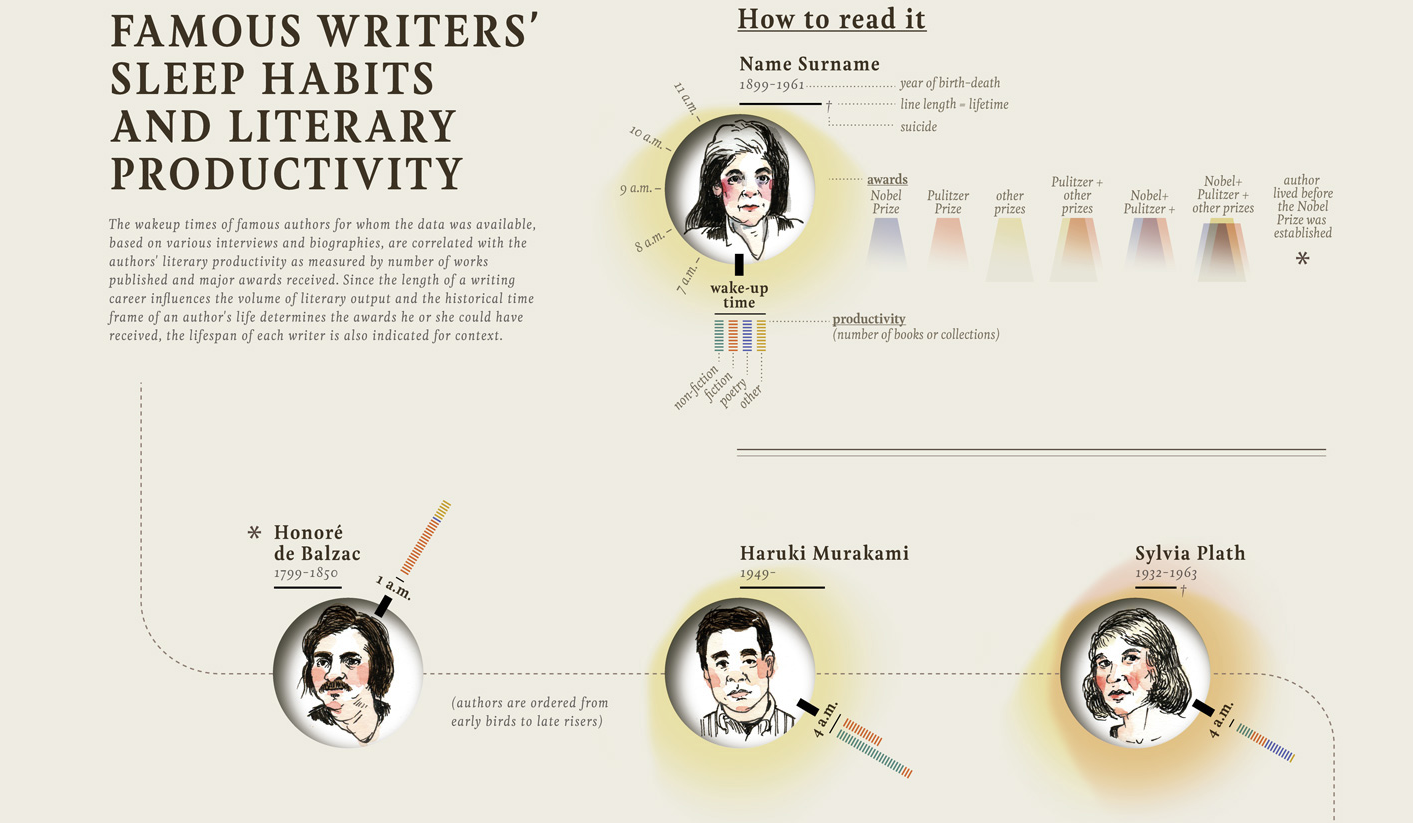 FAMOUS WRITERS’
SLEEP HABITS
AND LITERARY
PRODUCTIVITY
The wakeup times of famous authors for whom the data was available,
based on various interviews and biographies, are correlated with the
authors' literary productivity as measured by number of works
published and major awards received. Since the length of a writing
career influences the volume of literary output and the historical time
frame of an author's life determines the awards he or she could have
received, the lifespan of each writer is also indicated for context.
How to read it
Name Surname
1899-1961
year of birth-death
line length = lifetime
†
suicide
11 a.m.
10 a.m.
9 a.m.
8 a.m.
7 a.m.
wake-up
time
awards
Nobel
Prize
Pulitzer
Prize
other
prizes
Pulitzer +
other
prizes
Nobel+
Pulitzer +
Nobel+
Pulitzer +
other prizes
author
lived before
the Nobel
Prize was
established
*
productivity
(number of books or collections)
non-fiction
fiction
poetry
other
* Honoré
de Balzac
1799-1850
1 a.m.
(authors are ordered from
early birds to late risers)
Haruki Murakami
1949-
4 a.m.
Sylvia Plath
1932-1963
†
4 a.m.